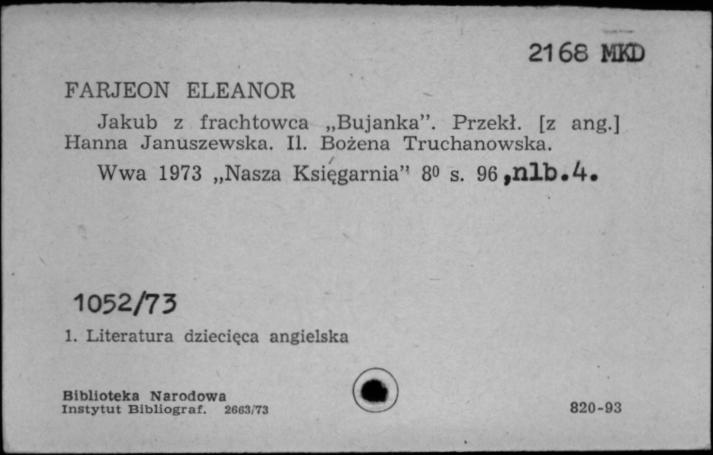 2168 MKD
FARJEON ELEANOR
Jakub z frachtowca „Bujanka”. Przekł. [z ang.]
Hanna Januszewska. Il. Bożena Truchanowska.
Wwa 1973 „Nasza Księgarnia” 8⁰ s. 96 ,nlb.4.
1052/73
1. Literatura dziecięca angielska
Biblioteka Narodowa
Instytut Bibliograf. 2663/73
820-93